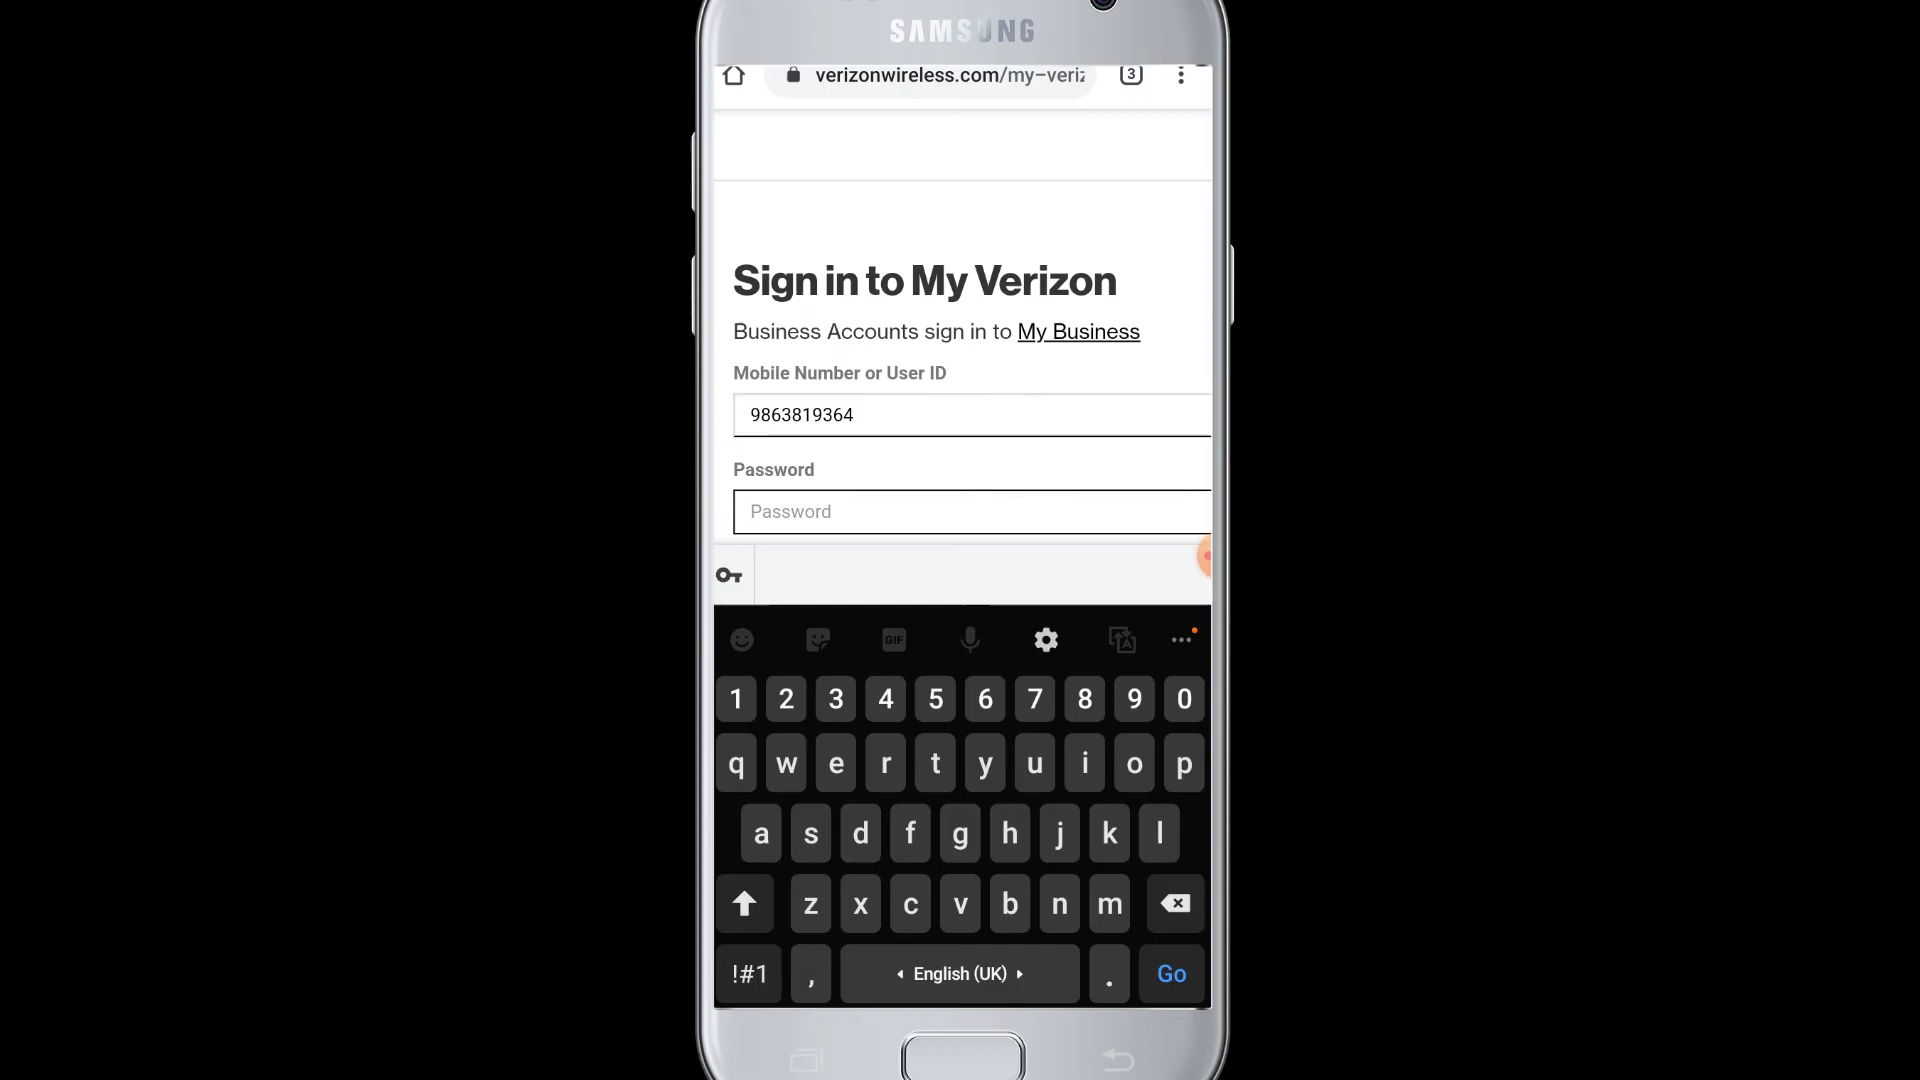 SAMSUNG
verizonwireless.com/my-veriz
3
Sign in to My Verizon
Business Accounts sign in to My Business
Mobile Number or User ID
9863819364
Password
Password
GIF
A
1 2 3 4 5 6 7 8 9 0
q w e r t y u i o p
a s d f g h j k l
z x c v b n m
!#1 , English (UK) . Go